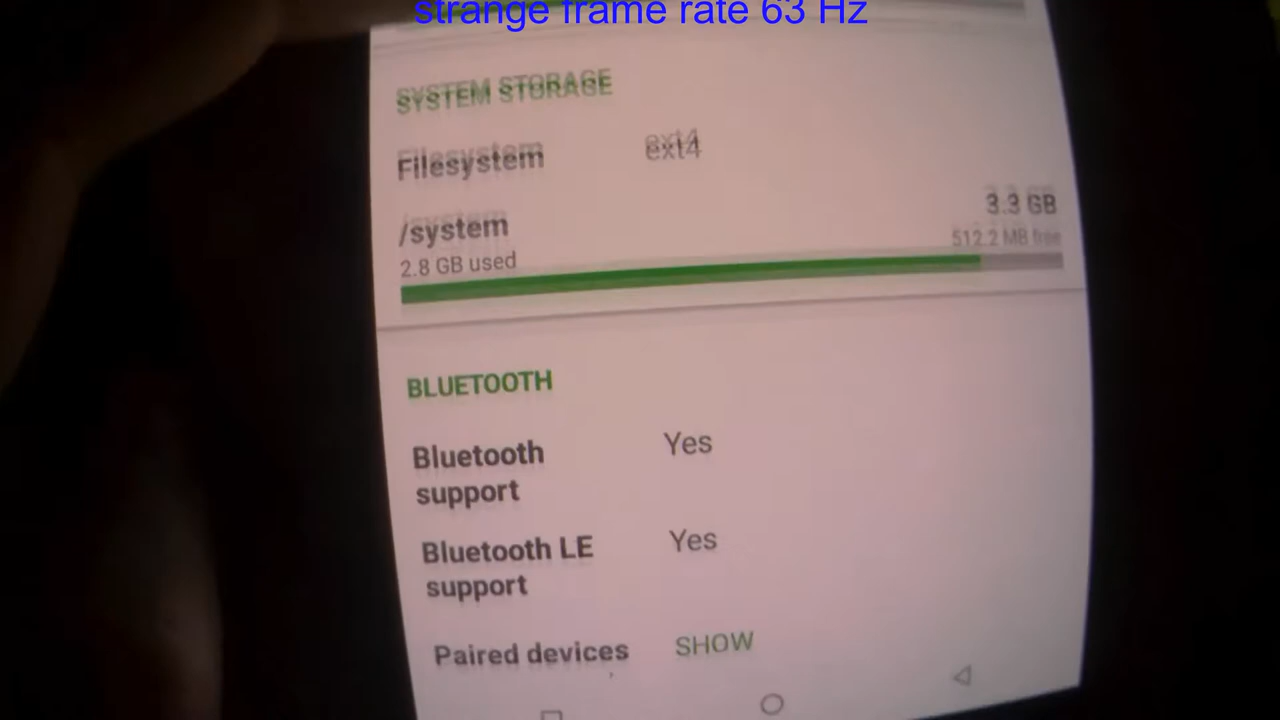 strange frame rate 63 Hz
SYSTEM STORAGE
Filesystem ext4
/system 3.3 GB
2.8 GB used 512.2 MB free
BLUETOOTH
Bluetooth support Yes
Bluetooth LE support Yes
Paired devices SHOW